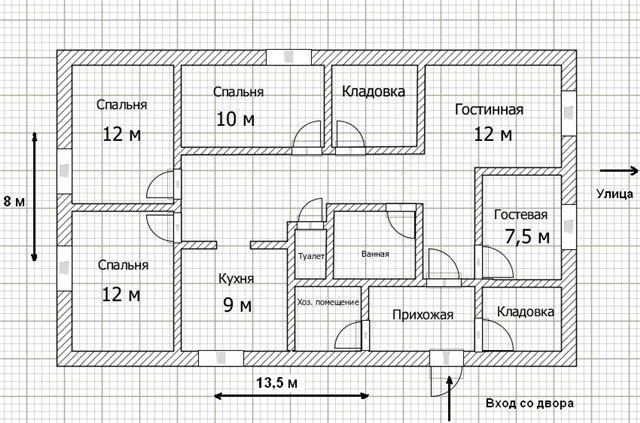 Спальня
12 м
Спальня
10 м
Кладовка
Гостинная
12 м
Улица
8 м
Гостевая
7,5 м
Спальня
12 м
Кухня
9 м
Туалет
Ванная
Хоз. помещение
Прихожая
Кладовка
13,5 м
Вход со двора